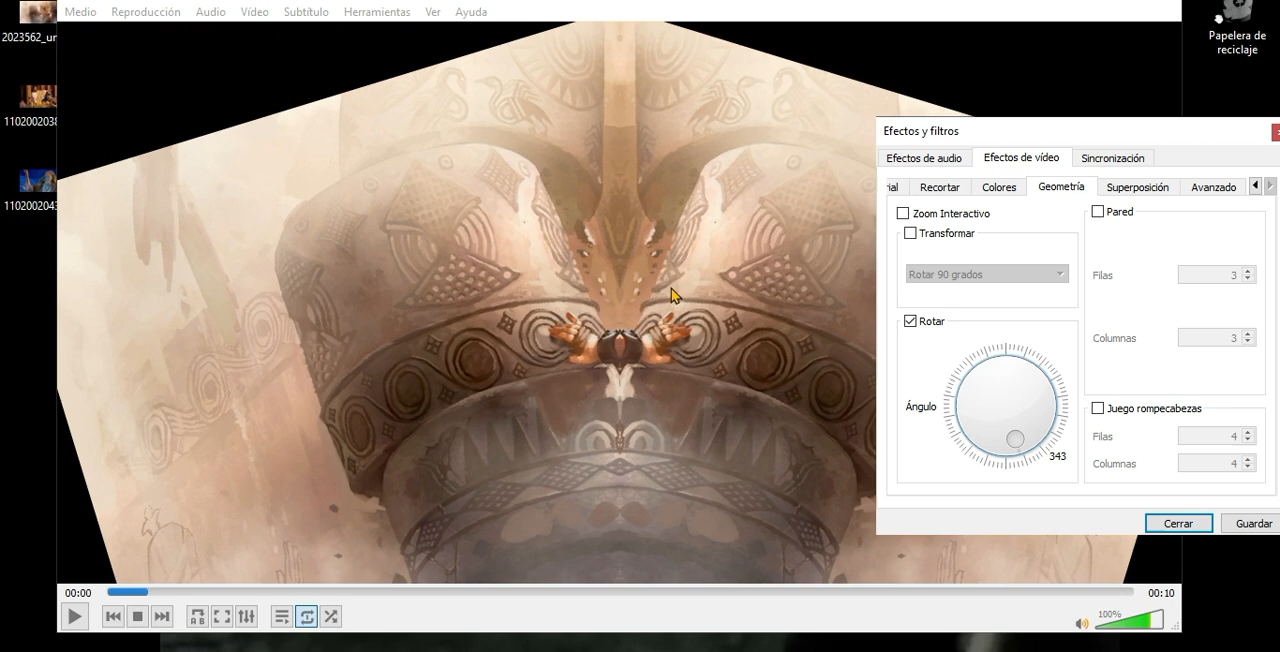 Medio Reproducción Audio Vídeo Subtítulo Herramientas Ver Ayuda
2023562_ur
1102002038
1102002043
Papelera de
reciclaje
Efectos y filtros
Efectos de audio Efectos de vídeo Sincronización
rial Recortar Colores Geometría Superposición Avanzado
Zoom Interactivo
Transformar
Rotar 90 grados
Rotar
Ángulo
343
Pared
Filas 3
Columnas 3
Juego rompecabezas
Filas 4
Columnas 4
Cerrar Guardar
00:00 00:10
A B
100%